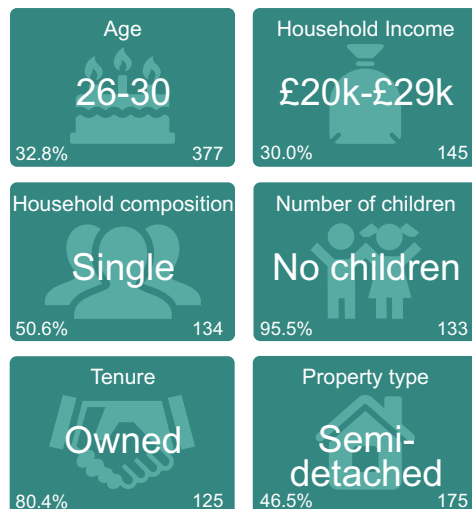 Age
26-30
32.8% 377
Household Income
£20k-£29k
30.0% 145
Household composition
Single
50.6% 134
Number of children
No children
95.5% 133
Tenure
Owned
80.4% 125
Property type
Semi-
detached
46.5% 175